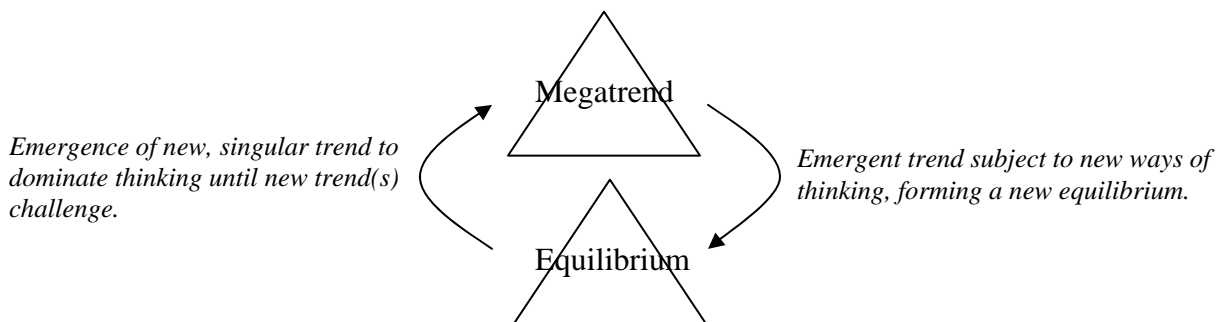 Megatrend
Emergence of new, singular trend to
dominate thinking until new trend(s)
challenge.
Emergent trend subject to new ways of
thinking, forming a new equilibrium.
Equilibrium